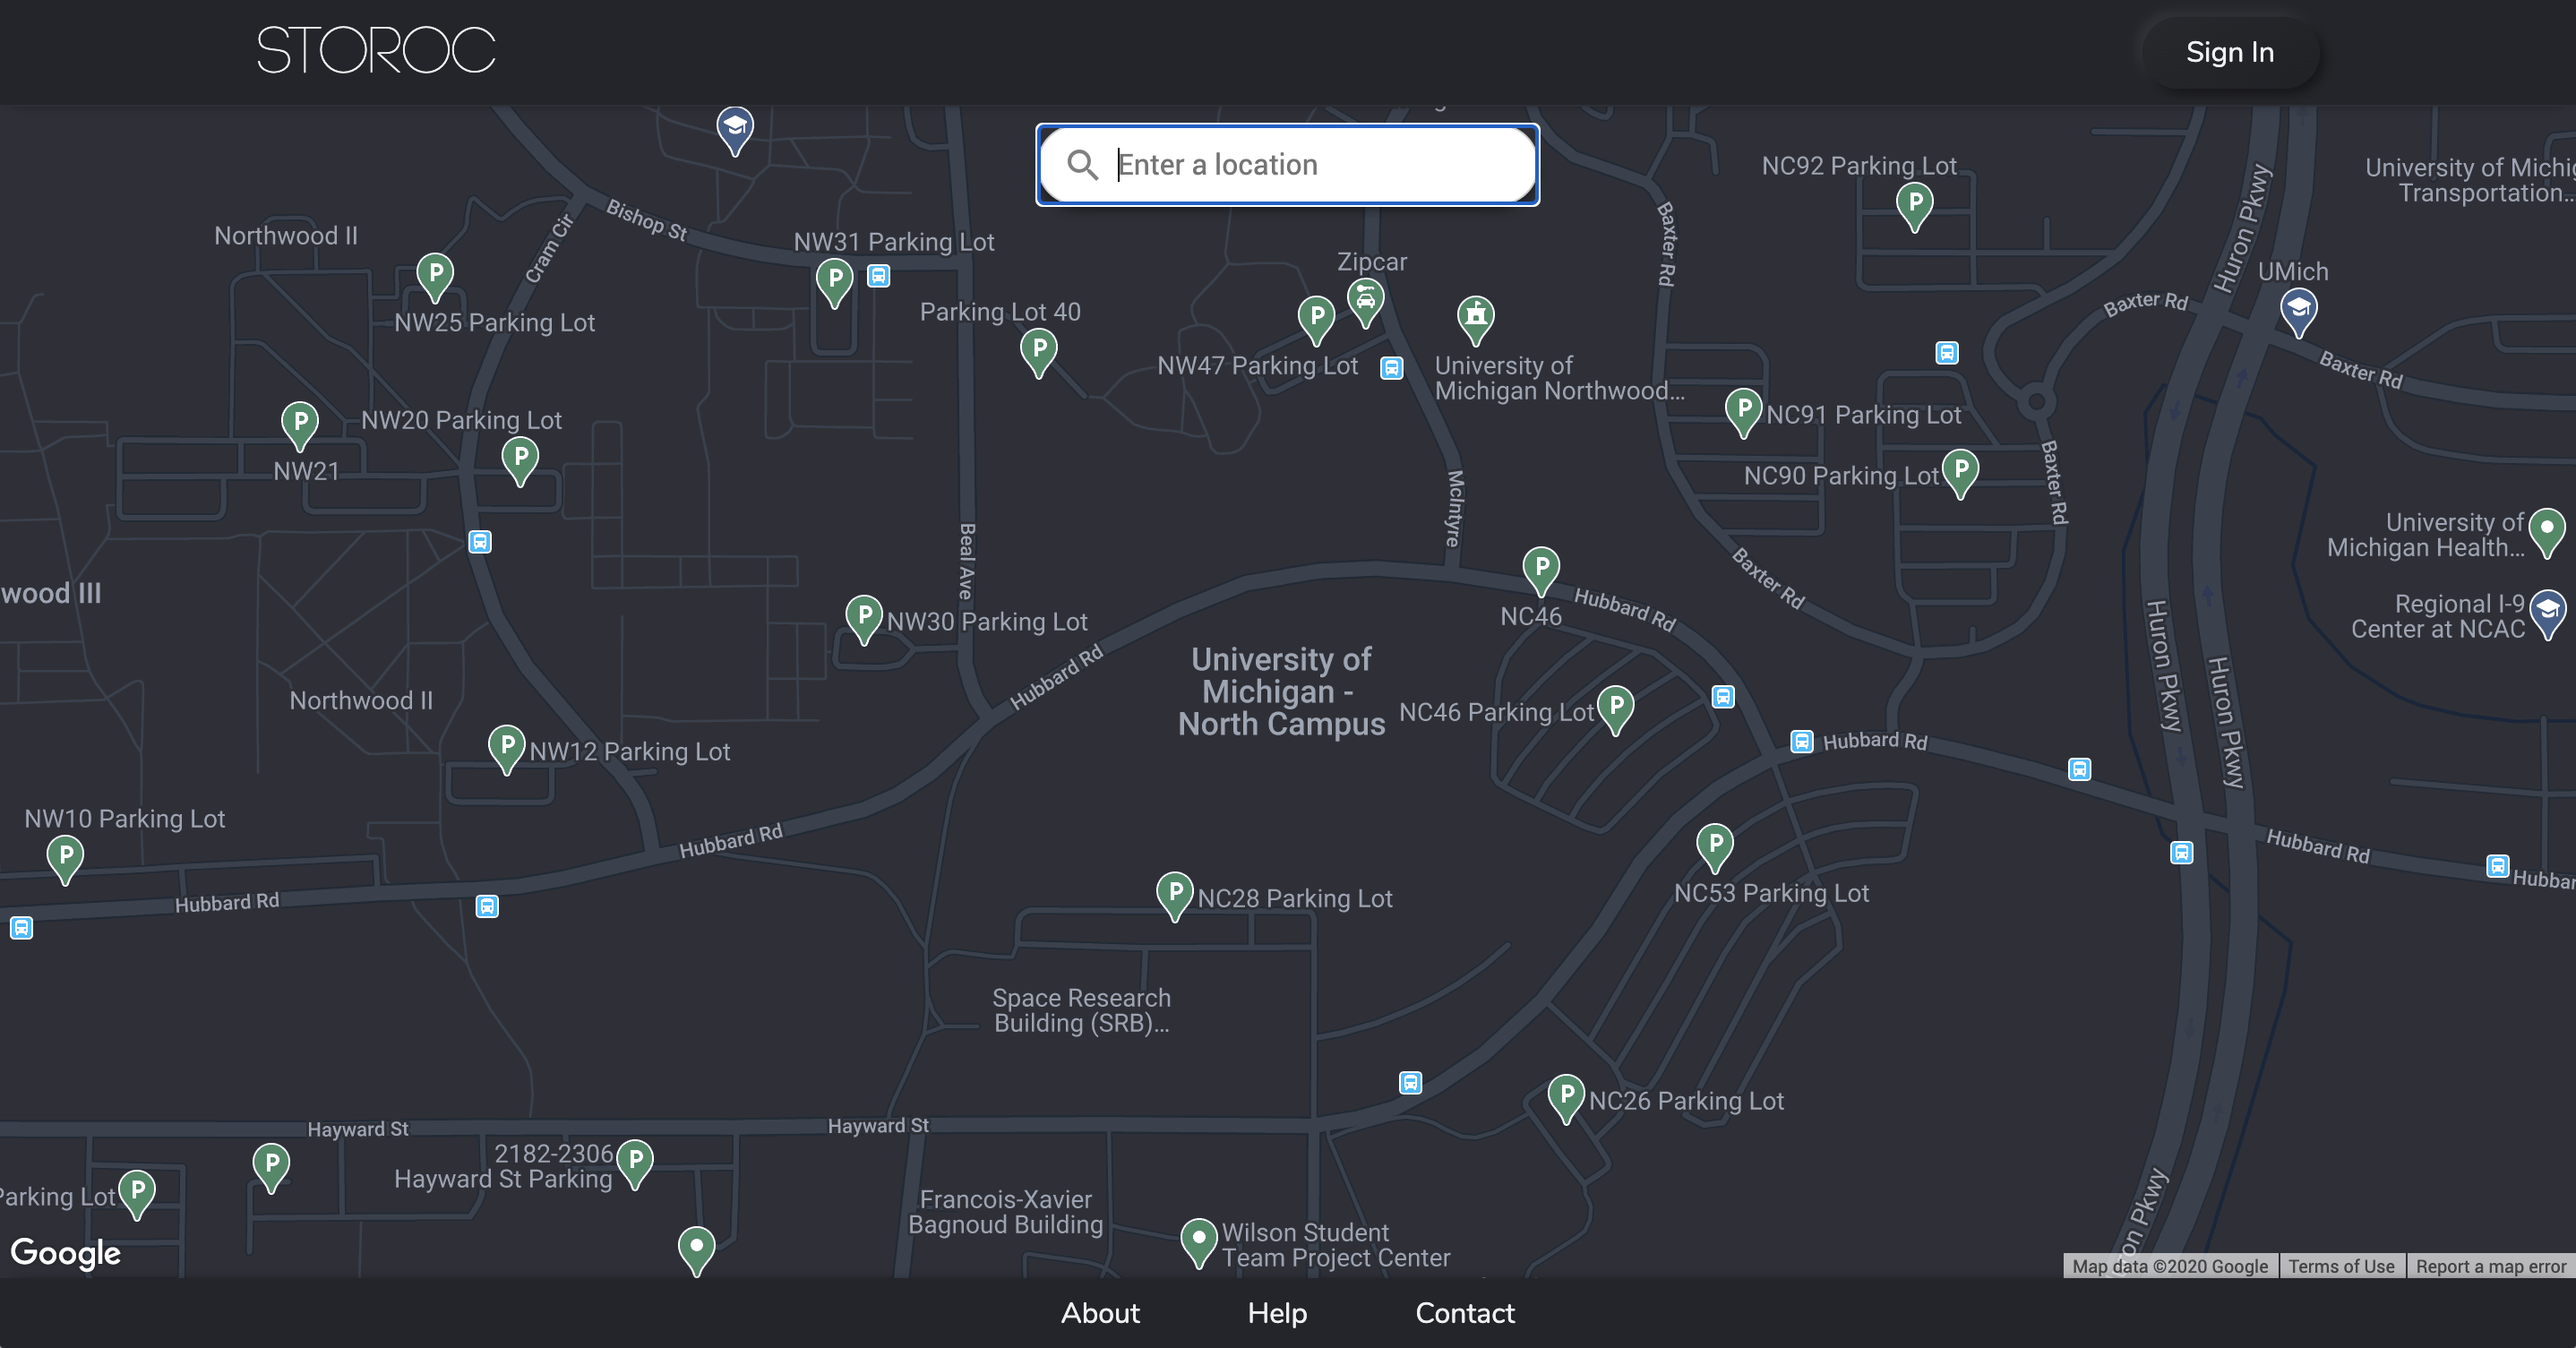 STOROC
Sign In
Enter a location
NC92 Parking Lot
University of Michig
Transportation...
Northwood II
Bishop St
Cram Cir
NW31 Parking Lot
Baxter Rd
Huron Pkwy
Zipcar
UMich
NW25 Parking Lot
Parking Lot 40
Baxter Rd
NW47 Parking Lot
University of
Michigan Northwood...
Baxter Rd
NW20 Parking Lot
NC91 Parking Lot
NW21
NC90 Parking Lot
Baxter Rd
McIntyre
Beal Ave
University of
Michigan Health...
Baxter Rd
wood III
NC46
Hubbard Rd
Regional I-9
Center at NCAC
NW30 Parking Lot
Hubbard Rd
Huron Pkwy
Huron Pkwy
University of
Michigan -
North Campus
Northwood II
NC46 Parking Lot
Hubbard Rd
NW12 Parking Lot
NW10 Parking Lot
Hubbard Rd
Hubbard Rd
Hubbar
NC53 Parking Lot
Hubbard Rd
NC28 Parking Lot
Space Research
Building (SRB)...
NC26 Parking Lot
Hayward St
Hayward St
2182-2306
Hayward St Parking
Parking Lot
Huron Pkwy
Francois-Xavier
Bagnoud Building
Wilson Student
Team Project Center
Google
Map data ©2020 Google
Terms of Use
Report a map error
About
Help
Contact